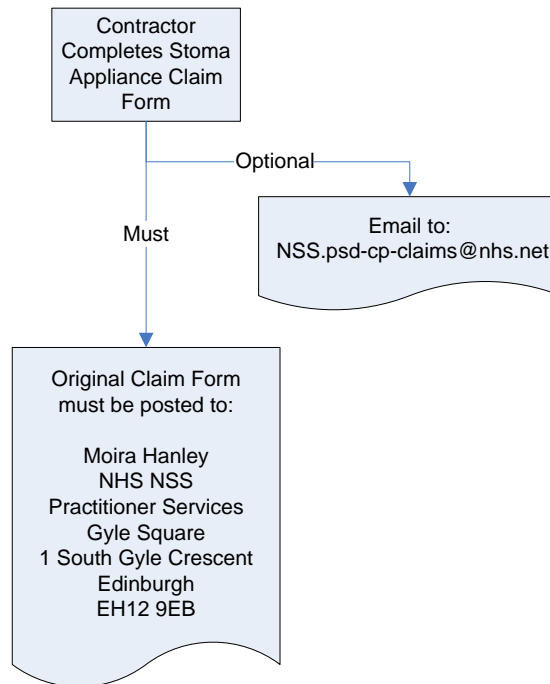 Contractor
Completes Stoma
Appliance Claim
Form
Optional
Email to:
NSS.psd-cp-claims@nhs.net
Must
Original Claim Form
must be posted to:
Moira Hanley
NHS NSS
Practitioner Services
Gyle Square
1 South Gyle Crescent
Edinburgh
EH12 9EB